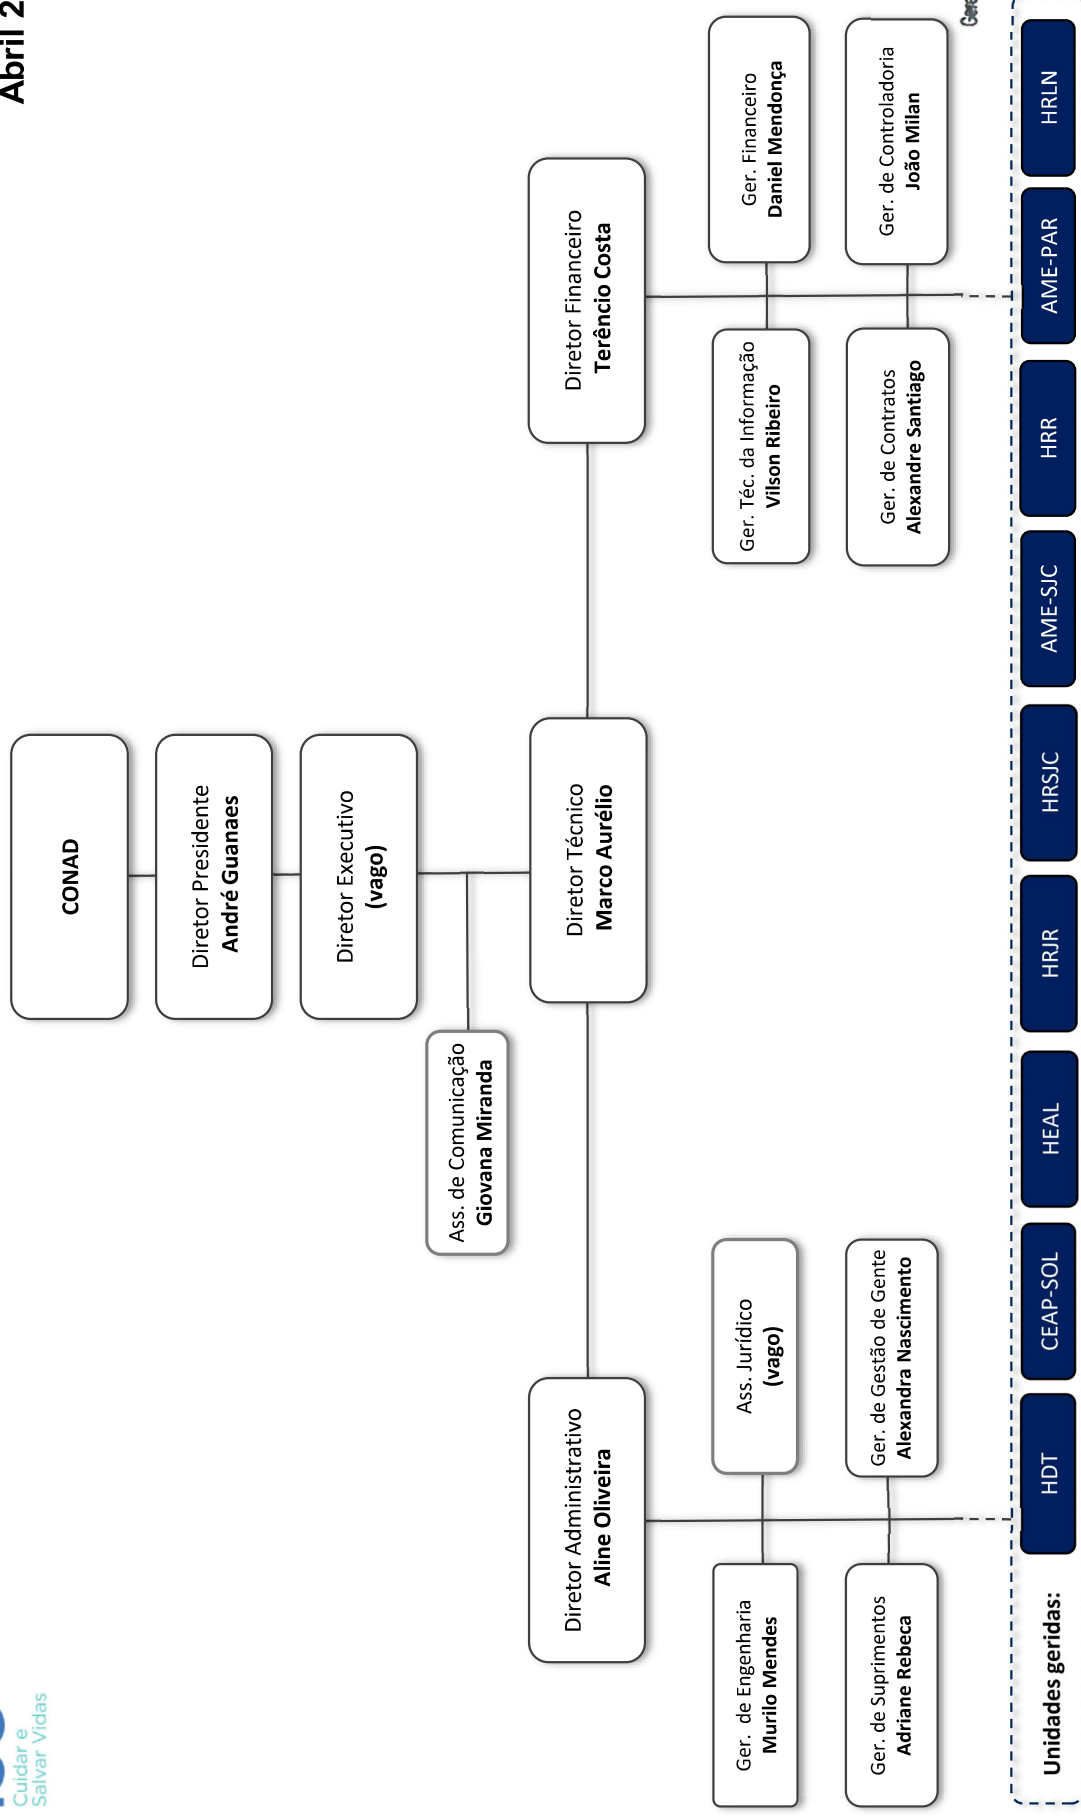 Abril 2
Cuidar e
Salvar Vidas
CONAD
Diretor Presidente
André Guanaes
Diretor Executivo
(vago)
Ass. de Comunicação
Giovana Miranda
Diretor Administrativo
Aline Oliveira
Diretor Técnico
Marco Aurélio
Diretor Financeiro
Terêncio Costa
Ger. de Engenharia
Murilo Mendes
Ass. Jurídico
(vago)
Ger. Téc. da Informação
Vilson Ribeiro
Ger. Financeiro
Daniel Mendonça
Ger. de Suprimentos
Adriane Rebeca
Ger. de Gestão de Gente
Alexandra Nascimento
Ger. de Contratos
Alexandre Santiago
Ger. de Controladoria
João Milan
Unidades geridas:
HDT
CEAP-SOL
HEAL
HRJR
HRSJC
AME-SJC
HRR
AME-PAR
HRLN